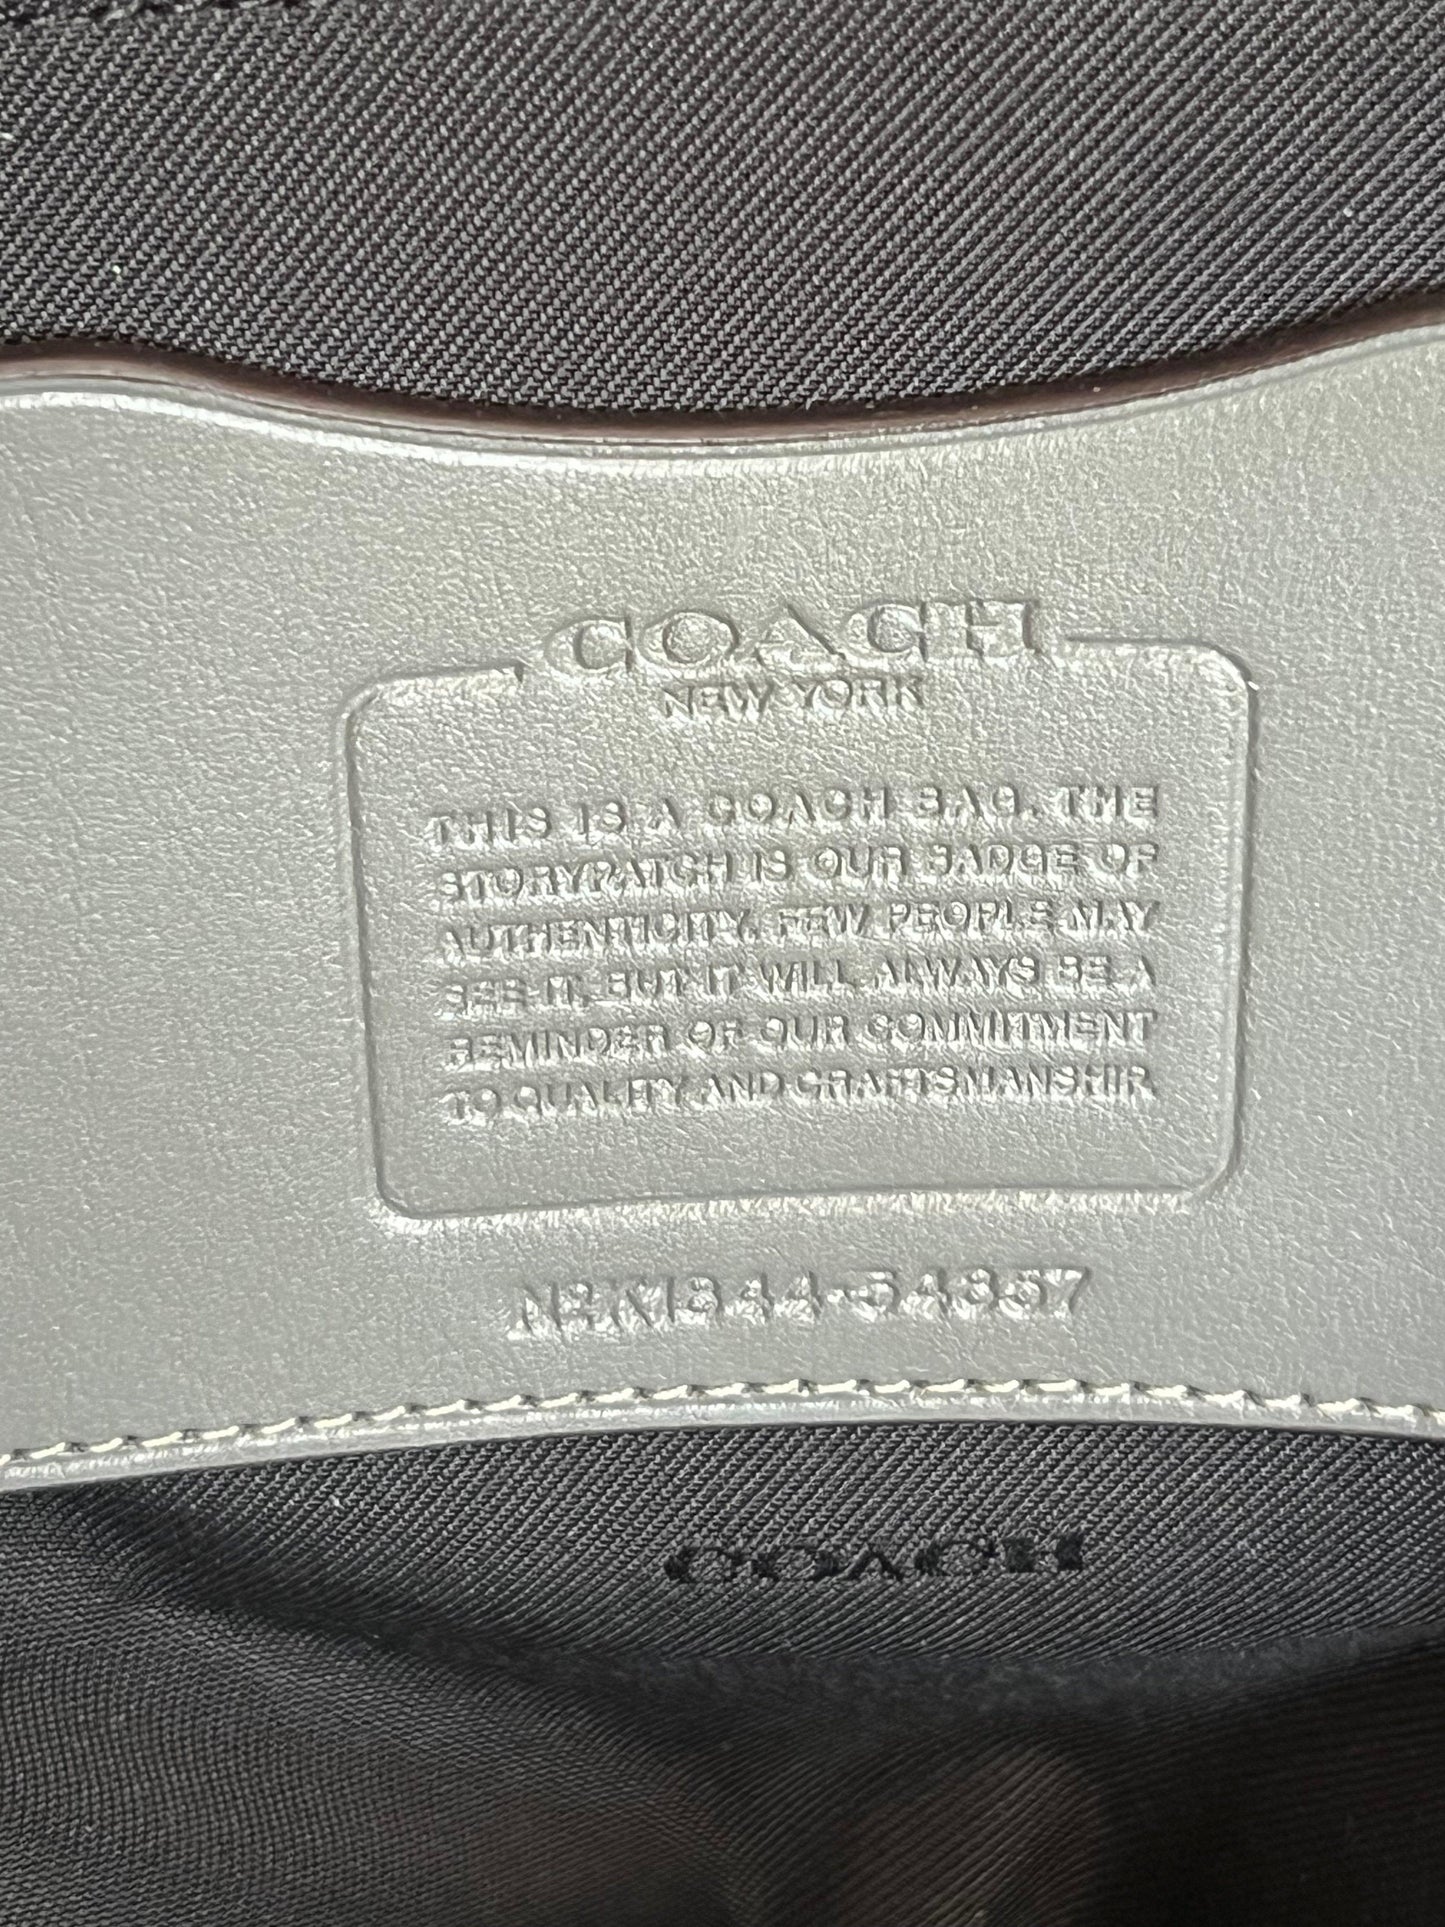 COACH
NEW YORK
THIS IS A COACH BAG. THE
STORYPATCH IS OUR BADGE OF
AUTHENTICITY. FEW PEOPLE MAY
SEE IT, BUT IT WILL ALWAYS BE A
REMINDER OF OUR COMMITMENT
TO QUALITY AND CRAFTSMANSHIP.
COACH